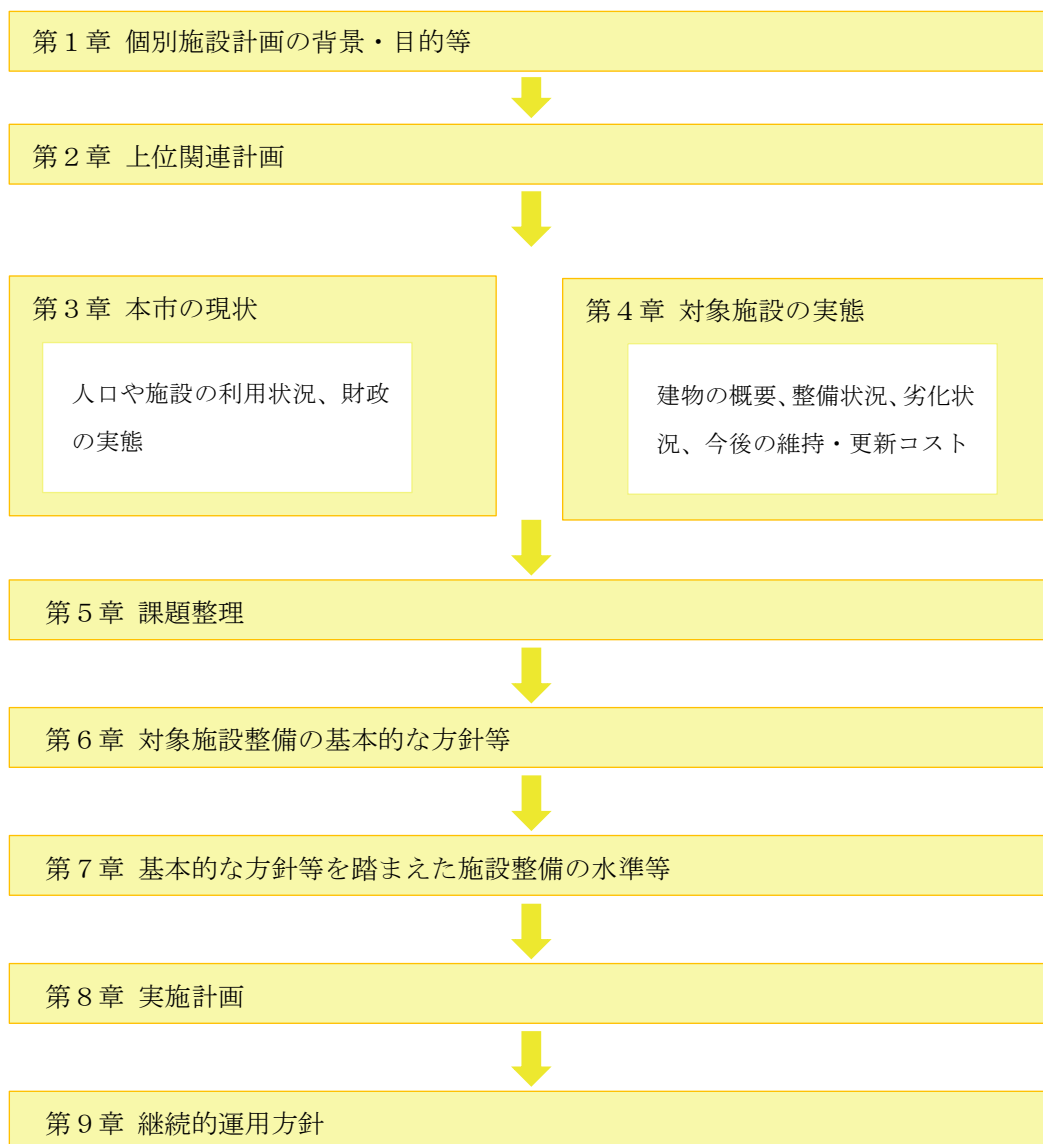 第１章 個別施設計画の背景・目的等
第２章 上位関連計画
第３章 本市の現状
人口や施設の利用状況、財政
の実態
第４章 対象施設の実態
建物の概要、整備状況、劣化状
況、今後の維持・更新コスト
第５章 課題整理
第６章 対象施設整備の基本的な方針等
第７章 基本的な方針等を踏まえた施設整備の水準等
第８章 実施計画
第９章 継続的運用方針